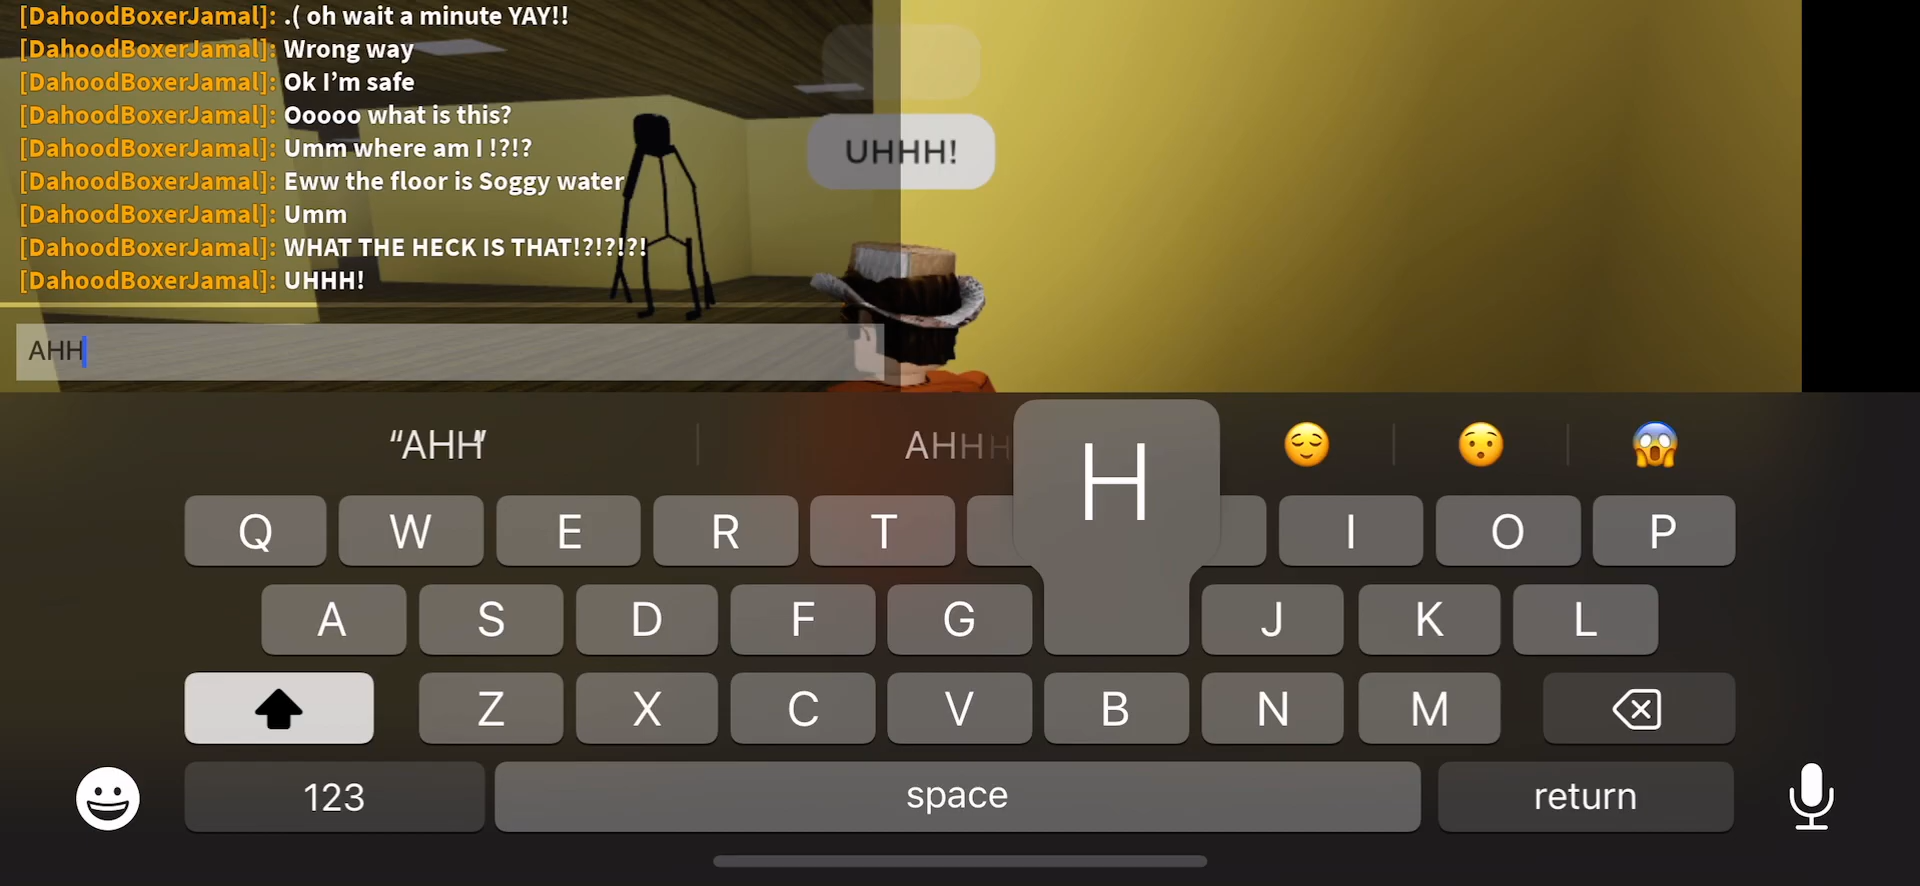 [DahoodBoxerJamal]: .( oh wait a minute YAY!!
[DahoodBoxerJamal]: Wrong way
[DahoodBoxerJamal]: Ok I’m safe
[DahoodBoxerJamal]: Ooooo what is this?
[DahoodBoxerJamal]: Umm where am I !?!?
[DahoodBoxerJamal]: Eww the floor is Soggy water
[DahoodBoxerJamal]: Umm
[DahoodBoxerJamal]: WHAT THE HECK IS THAT!?!?!?!
[DahoodBoxerJamal]: UHHH!
UHHH!
AHH
“AHH” AHHH
H
Q W E R T I O P
A S D F G J K L
Z X C V B N M
123 space return